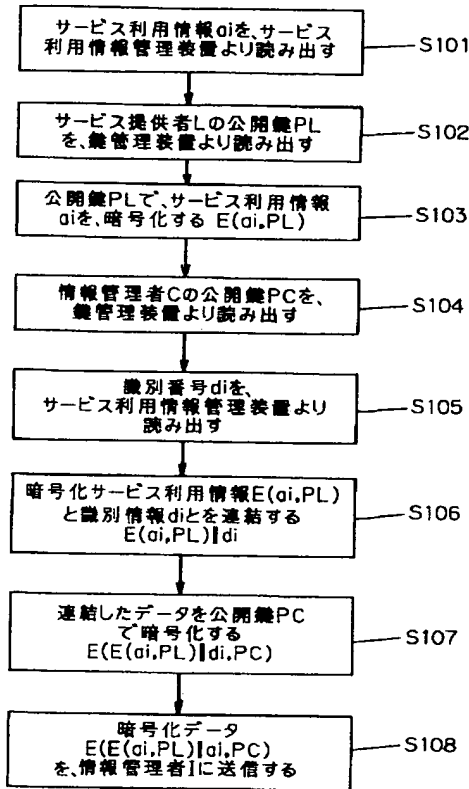 サービス利用情報aiを、サービス
利用情報管理装置より読み出す
S101
サービス提供者Lの公開鍵PL
を、鍵管理装置より読み出す
S102
公開鍵PLで、サービス利用情報
aiを、暗号化する E(ai,PL)
S103
情報管理者Cの公開鍵PCを、
鍵管理装置より読み出す
S104
識別番号diを、
サービス利用情報管理装置より
読み出す
S105
暗号化サービス利用情報E(ai,PL)
と識別情報diとを連結する
E(ai,PL)‖di
S106
連結したデータを公開鍵PC
で暗号化する
E(E(ai,PL)‖di,PC)
S107
暗号化データ
E(E(ai,PL)‖ai,PC)
を、情報管理者Iに送信する
S108